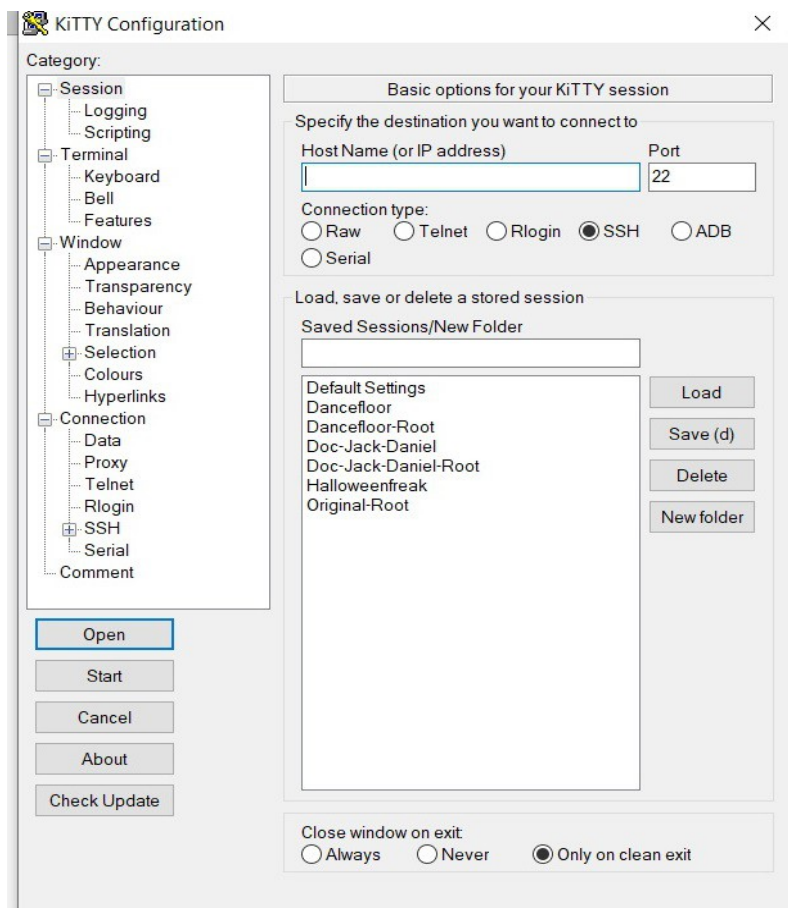 KiTTY Configuration
Category:
Session
Logging
Scripting
Terminal
Keyboard
Bell
Features
Window
Appearance
Transparency
Behaviour
Translation
Selection
Colours
Hyperlinks
Connection
Data
Proxy
Telnet
Rlogin
SSH
Serial
Comment
Open
Start
Cancel
About
Check Update
Basic options for your KiTTY session
Specify the destination you want to connect to
Host Name (or IP address) Port
22
Connection type:
Raw Telnet Rlogin SSH ADB
Serial
Load, save or delete a stored session
Saved Sessions/New Folder
Default Settings
Dancefloor
Dancefloor-Root
Doc-Jack-Daniel
Doc-Jack-Daniel-Root
Halloweenfreak
Original-Root
Load
Save (d)
Delete
New folder
Close window on exit:
Always Never Only on clean exit